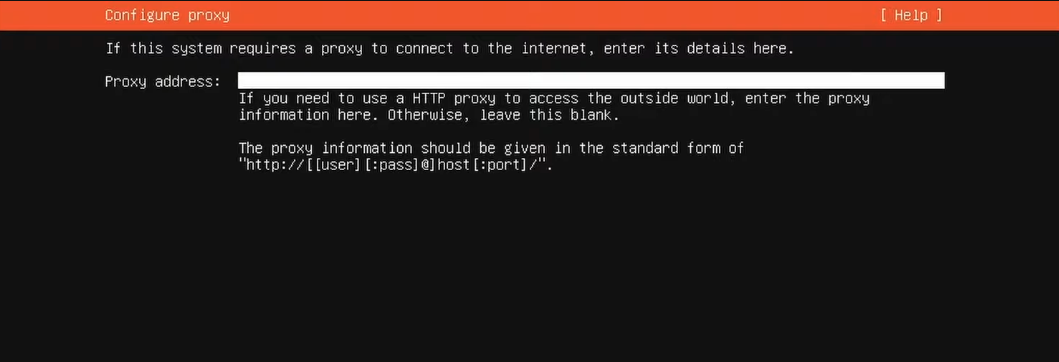 Configure proxy [ Help ]
If this system requires a proxy to connect to the internet, enter its details here.
Proxy address:
If you need to use a HTTP proxy to access the outside world, enter the proxy
information here. Otherwise, leave this blank.
The proxy information should be given in the standard form of
"http://[[user][:pass]@]host[:port]/".